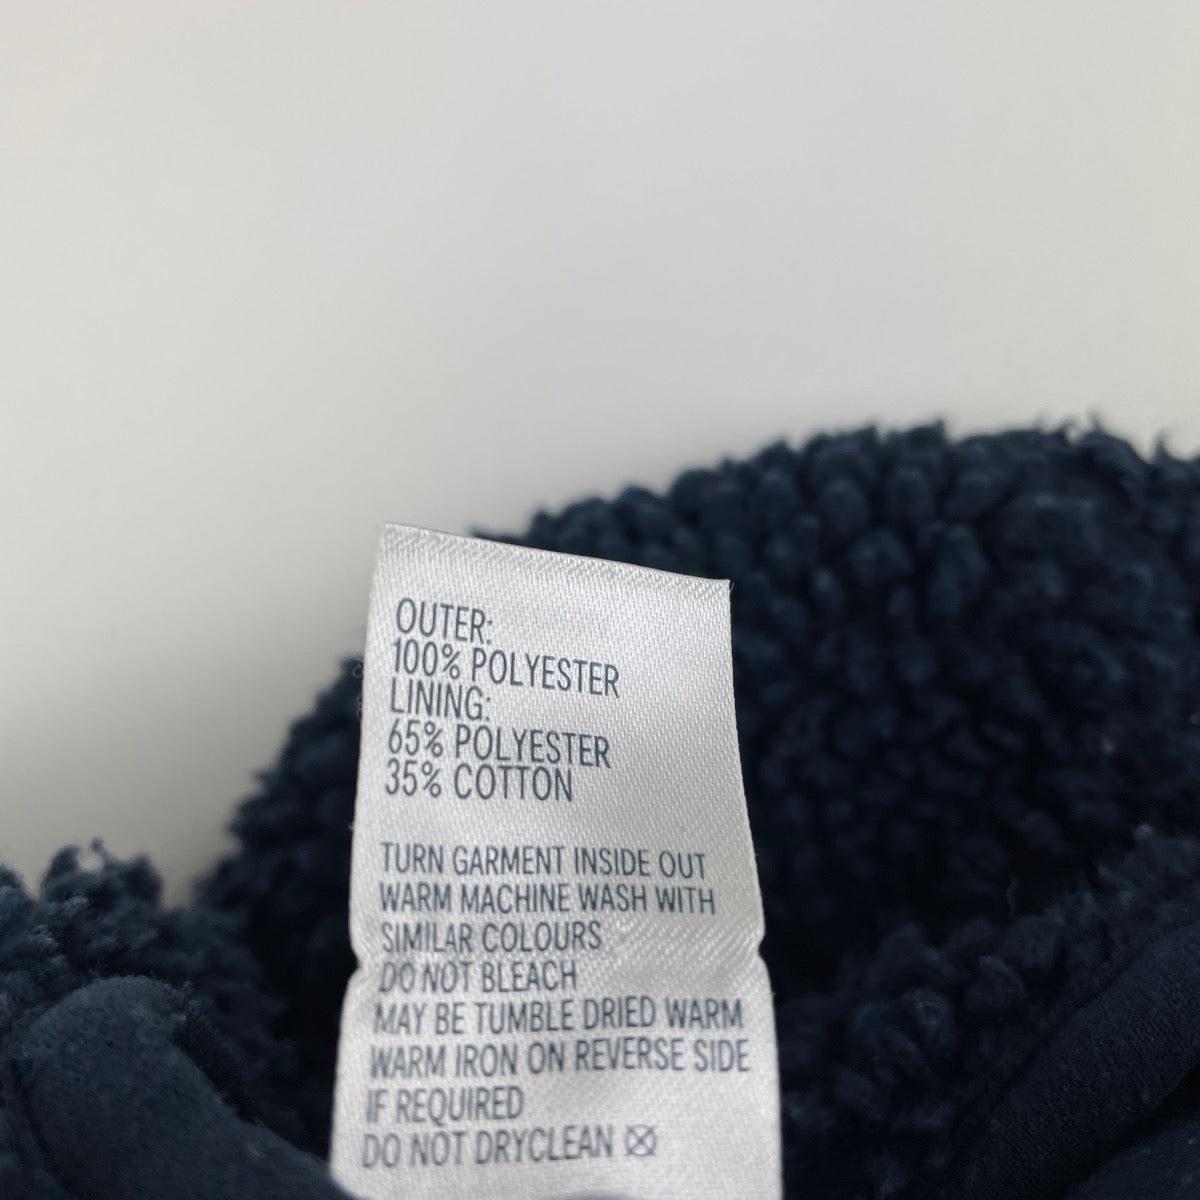 OUTER:
100% POLYESTER
LINING:
65% POLYESTER
35% COTTON
TURN GARMENT INSIDE OUT
WARM MACHINE WASH WITH
SIMILAR COLOURS
DO NOT BLEACH
MAY BE TUMBLE DRIED WARM
WARM IRON ON REVERSE SIDE
IF REQUIRED
DO NOT DRYCLEAN